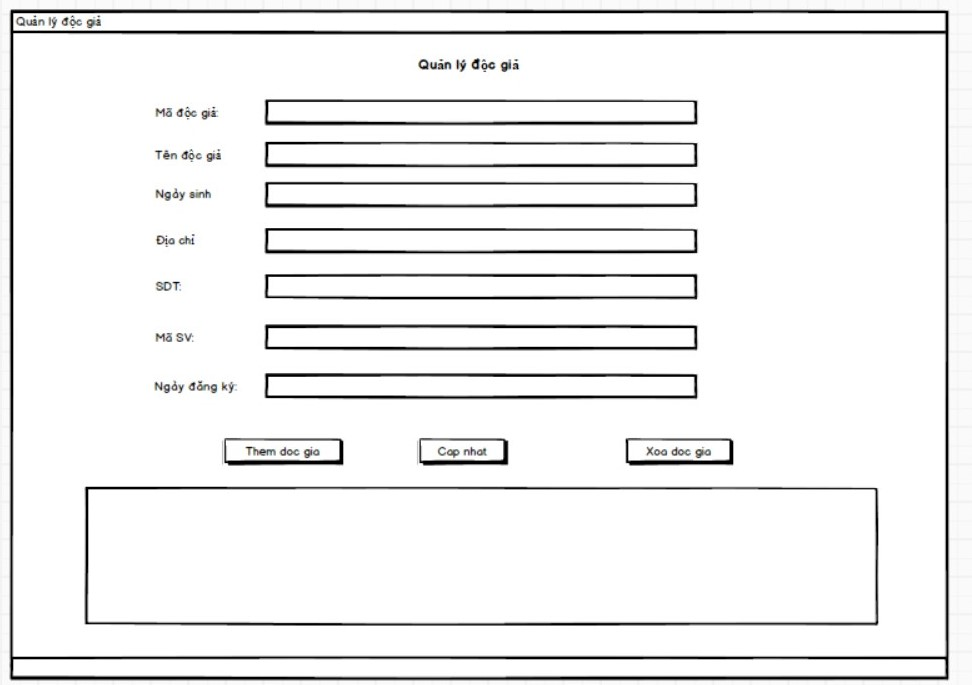 Quản lý độc giả
Quản lý độc giả
Mã độc giả:
Tên độc giả
Ngày sinh
Địa chỉ
SDT:
Mã SV:
Ngày đăng ký:
Them doc gia
Cap nhat
Xoa doc gia